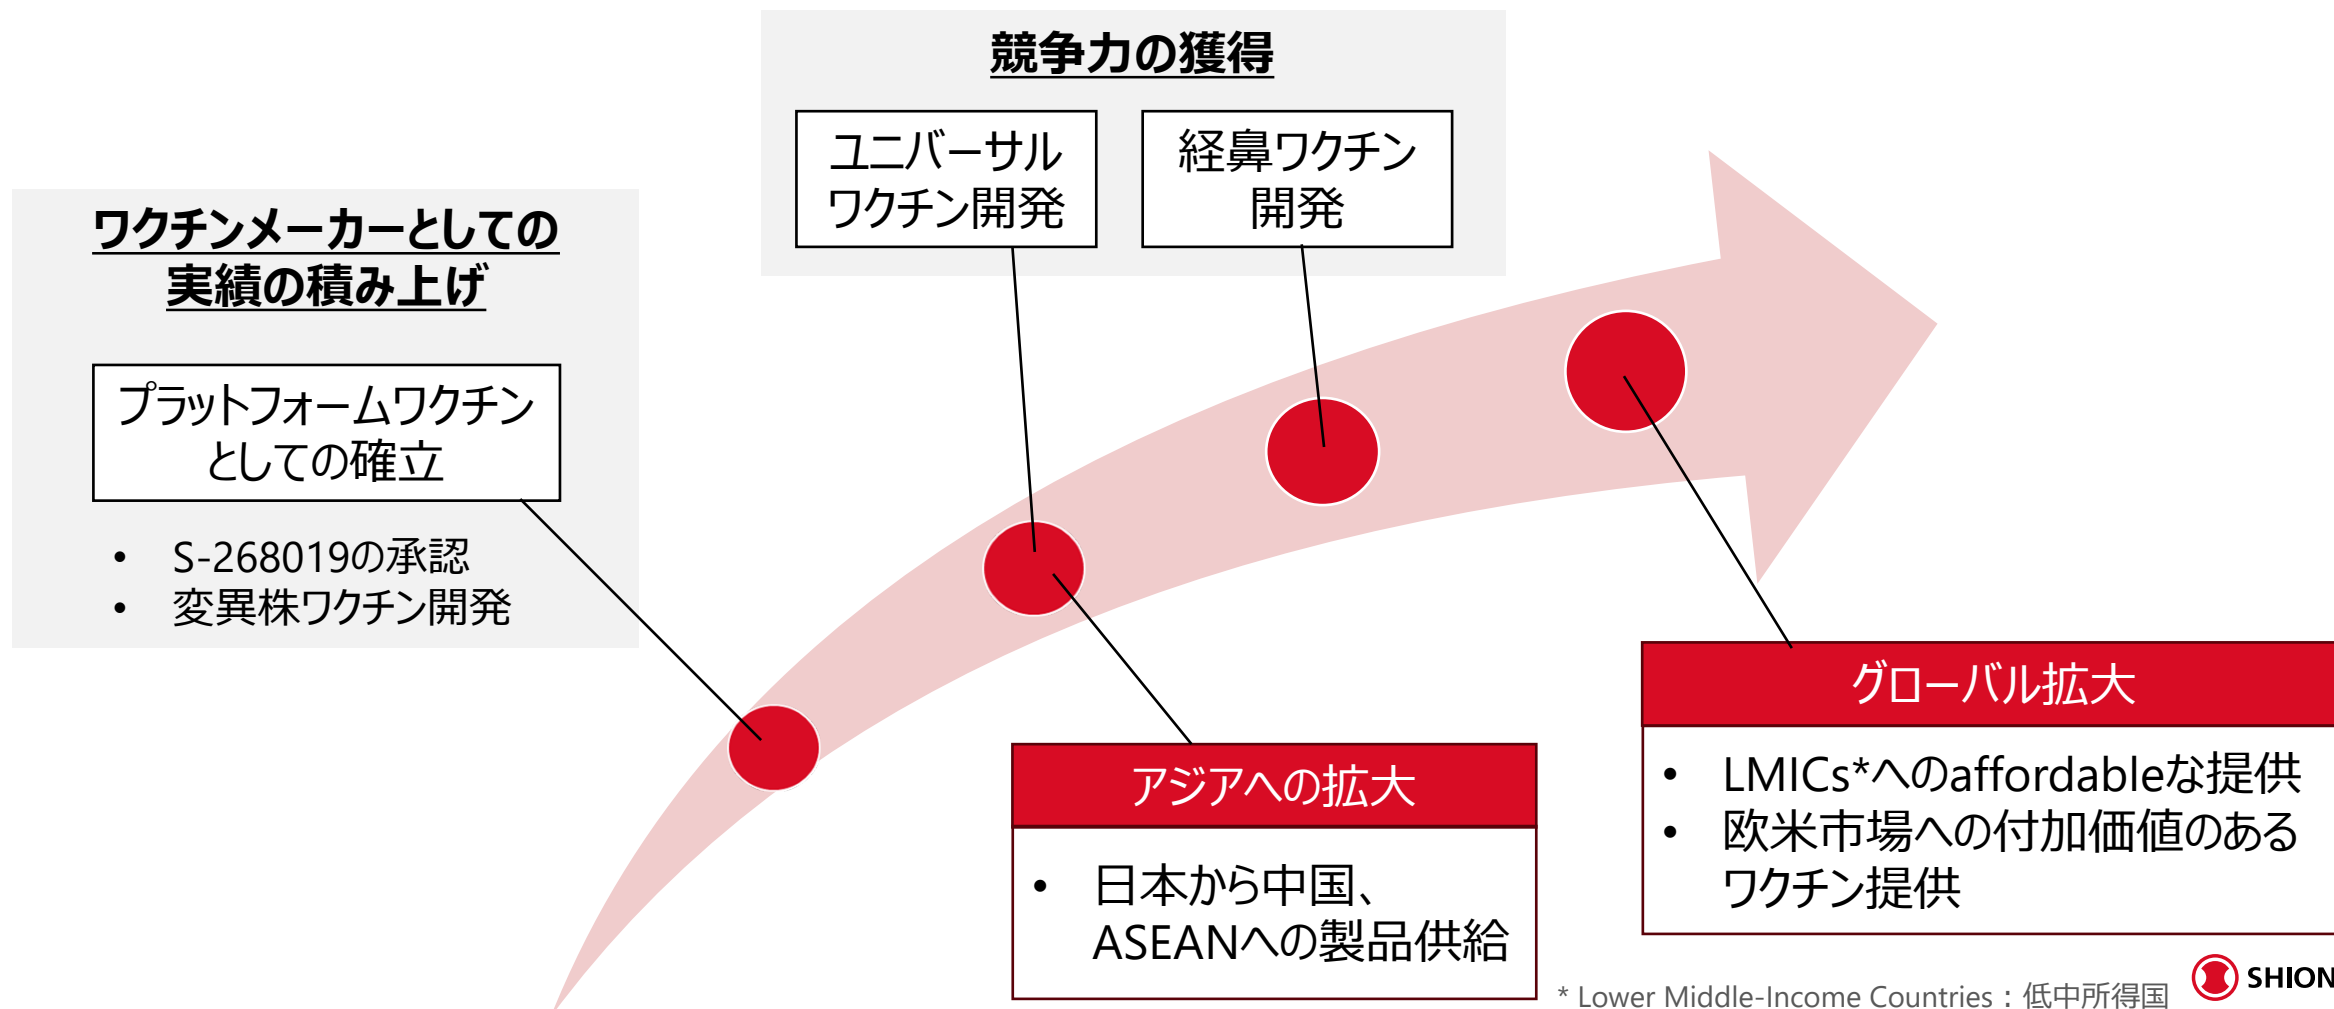 競争力の獲得
ユニバーサル
ワクチン開発
経鼻ワクチン
開発
ワクチンメーカーとしての
実績の積み上げ
プラットフォームワクチン
としての確立
• S-268019の承認
• 変異株ワクチン開発
アジアへの拡大
• 日本から中国、
ASEANへの製品供給
グローバル拡大
• LMICs*へのaffordableな提供
• 欧米市場への付加価値のある
ワクチン提供
* Lower Middle-Income Countries：低中所得国
SHION